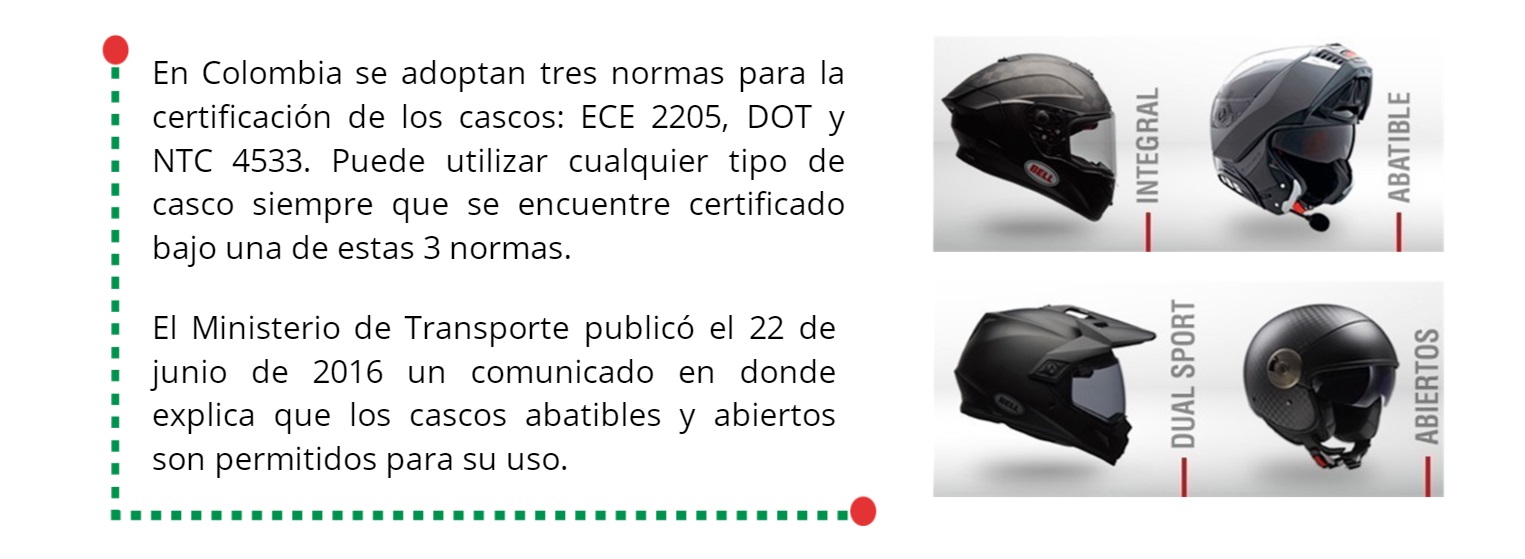 En Colombia se adoptan tres normas para la
certificación de los cascos: ECE 2205, DOT y
NTC 4533. Puede utilizar cualquier tipo de
casco siempre que se encuentre certificado
bajo una de estas 3 normas.
El Ministerio de Transporte publicó el 22 de
junio de 2016 un comunicado en donde
explica que los cascos abatibles y abiertos
son permitidos para su uso.
BELL
INTEGRAL
ABATIBLE
BELL
DUAL SPORT
ABIERTOS